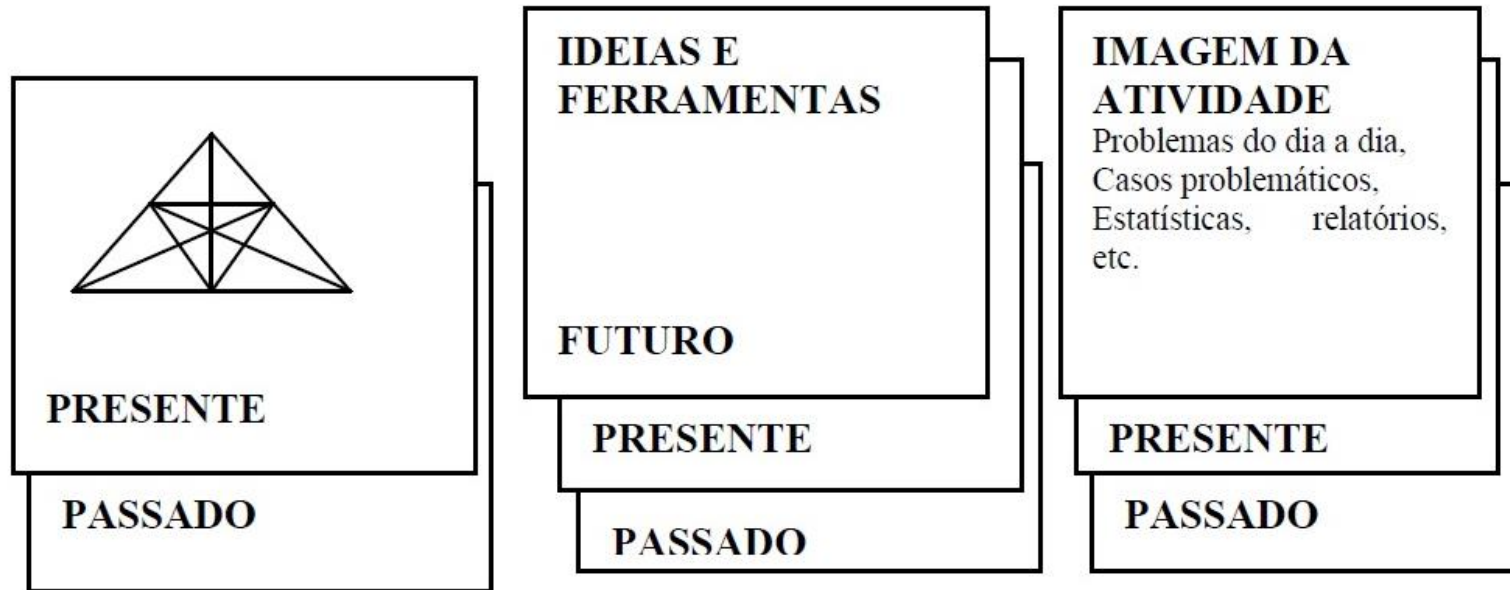 PRESENTE
PASSADO
IDEIAS E
FERRAMENTAS
FUTURO
PRESENTE
PASSADO
IMAGEM DA
ATIVIDADE
Problemas do dia a dia,
Casos problemáticos,
Estatísticas, relatórios,
etc.
PRESENTE
PASSADO